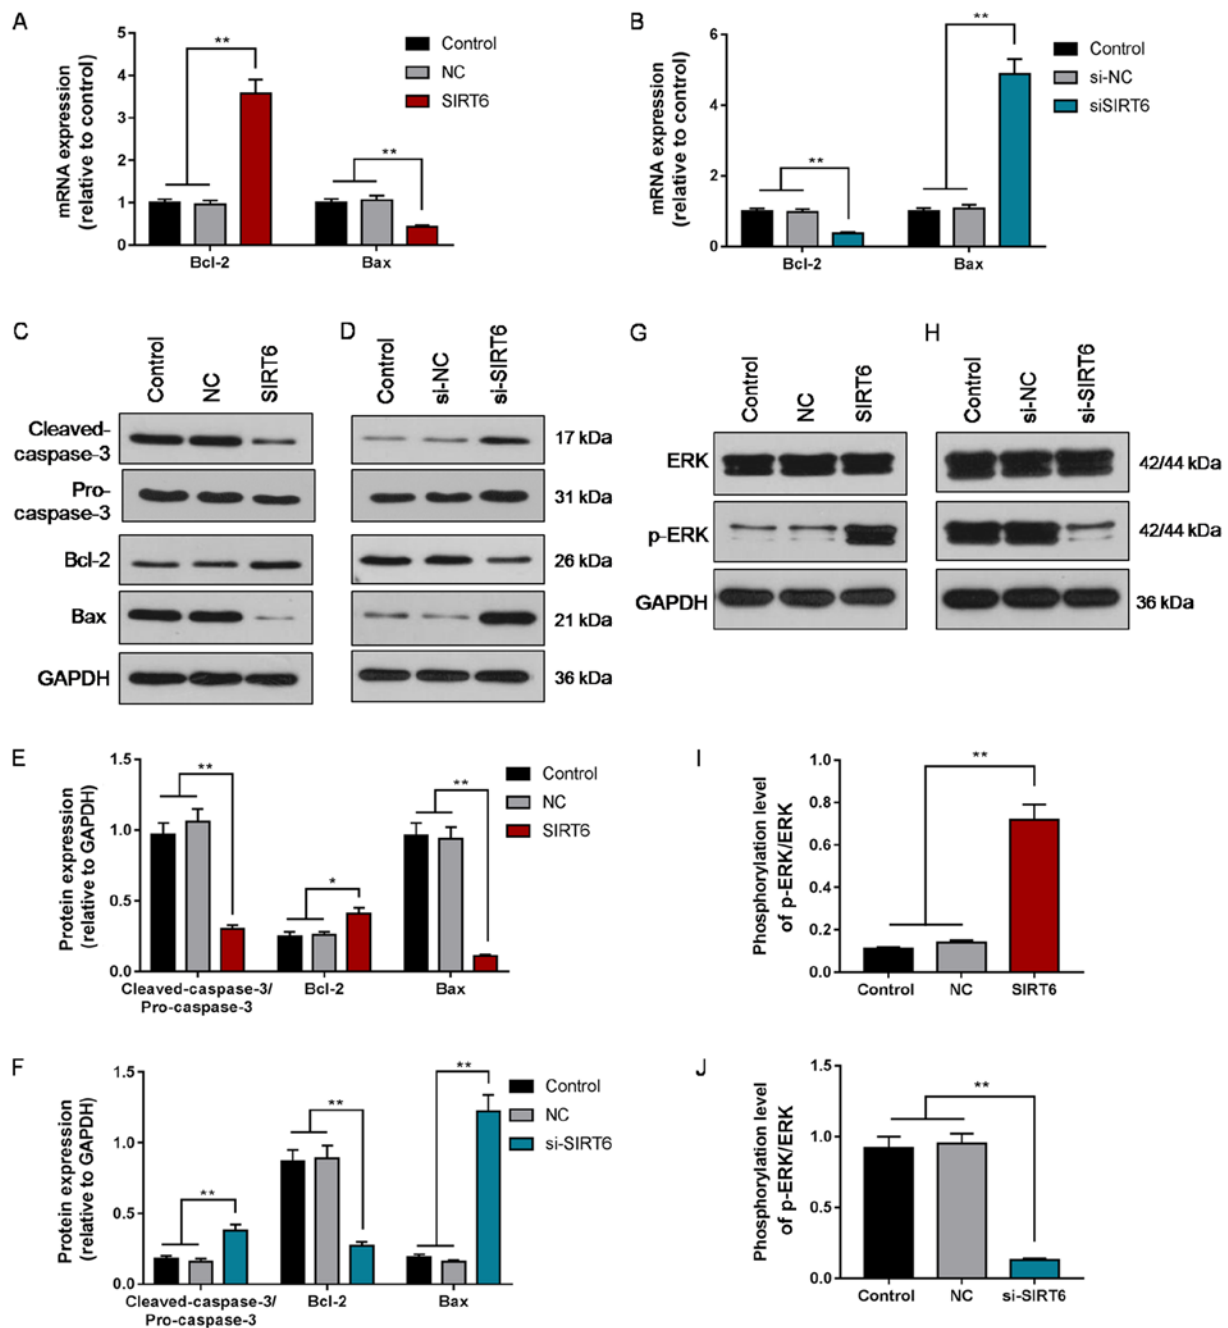 A
mRNA expression
(relative to control)
5
4
3
2
1
0
**
**
Control
NC
SIRT6
Bcl-2
Bax
B
mRNA expression
(relative to control)
6
4
2
0
**
**
Control
si-NC
siSIRT6
Bcl-2
Bax
C
Control
NC
SIRT6
D
Control
si-NC
si-SIRT6
Cleaved-
caspase-3
17 kDa
Pro-
caspase-3
31 kDa
Bcl-2
26 kDa
Bax
21 kDa
GAPDH
36 kDa
G
Control
NC
SIRT6
H
Control
si-NC
si-SIRT6
ERK
42/44 kDa
p-ERK
42/44 kDa
GAPDH
36 kDa
E
Protein expression
(relative to GAPDH)
1.5
1.0
0.5
0.0
**
*
**
Control
NC
SIRT6
Cleaved-caspase-3/
Pro-caspase-3
Bcl-2
Bax
I
Phosphorylation level
of p-ERK/ERK
1.0
0.8
0.6
0.4
0.2
0.0
**
Control
NC
SIRT6
F
Protein expression
(relative to GAPDH)
1.5
1.0
0.5
0.0
**
**
**
Control
NC
si-SIRT6
Cleaved-caspase-3/
Pro-caspase-3
Bcl-2
Bax
J
Phosphorylation level
of p-ERK/ERK
1.5
1.0
0.5
0.0
**
Control
NC
si-SIRT6